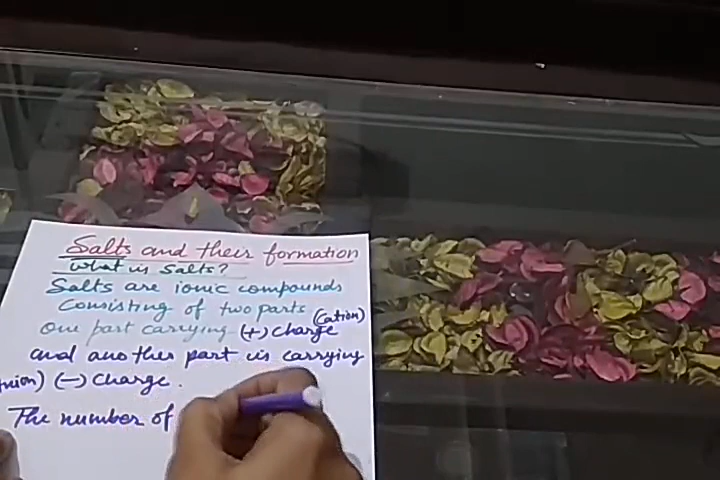 Salts and their formation
What is salts?
Salts are ionic compounds
Consisting of two parts
(Cation)
One part carrying (+) charge
and another part is carrying
(-) charge.
The number of